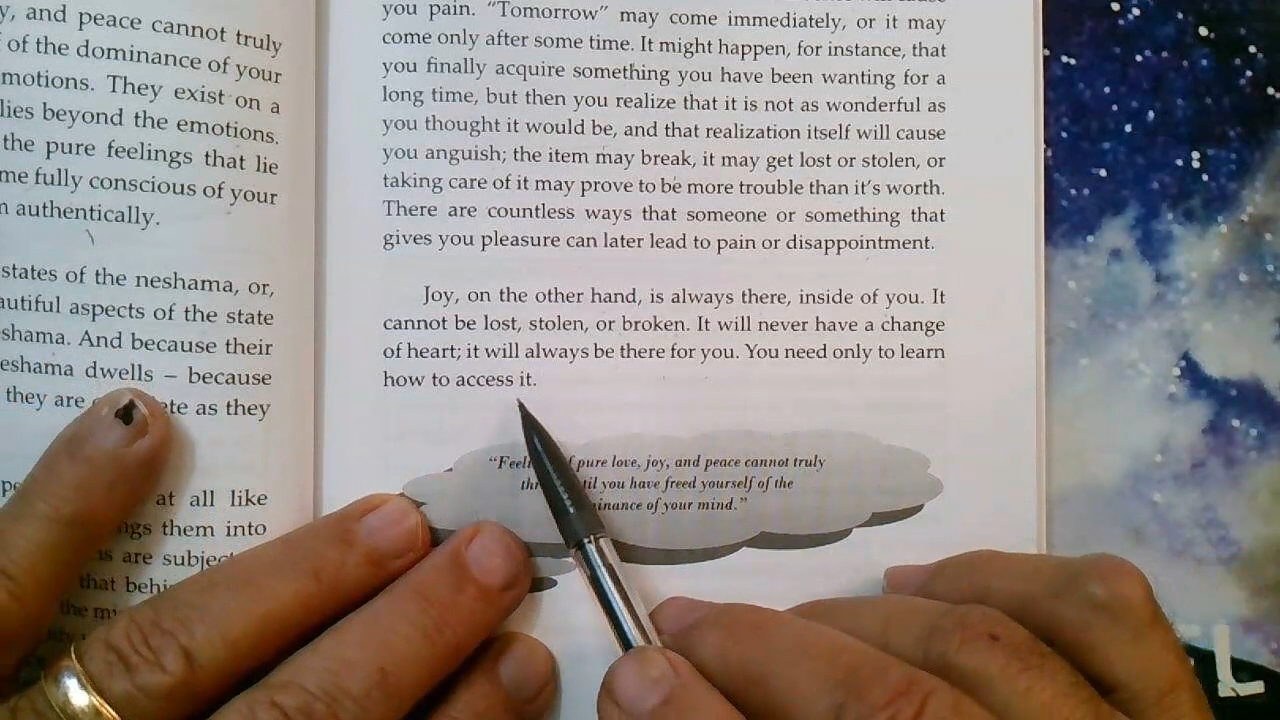 y, and peace cannot truly
of the dominance of your
motions. They exist on a
lies beyond the emotions.
the pure feelings that lie
me fully conscious of your
n authentically.
states of the neshama, or,
autiful aspects of the state
shama. And because their
eshama dwells – because
they are ete as they
at all like
ngs them into
is are subject
that behi
the m
you pain. “Tomorrow” may come immediately, or it may
come only after some time. It might happen, for instance, that
you finally acquire something you have been wanting for a
long time, but then you realize that it is not as wonderful as
you thought it would be, and that realization itself will cause
you anguish; the item may break, it may get lost or stolen, or
taking care of it may prove to be more trouble than it’s worth.
There are countless ways that someone or something that
gives you pleasure can later lead to pain or disappointment.
Joy, on the other hand, is always there, inside of you. It
cannot be lost, stolen, or broken. It will never have a change
of heart; it will always be there for you. You need only to learn
how to access it.
“Feel f pure love, joy, and peace cannot truly
thr til you have freed yourself of the
inance of your mind.”
L